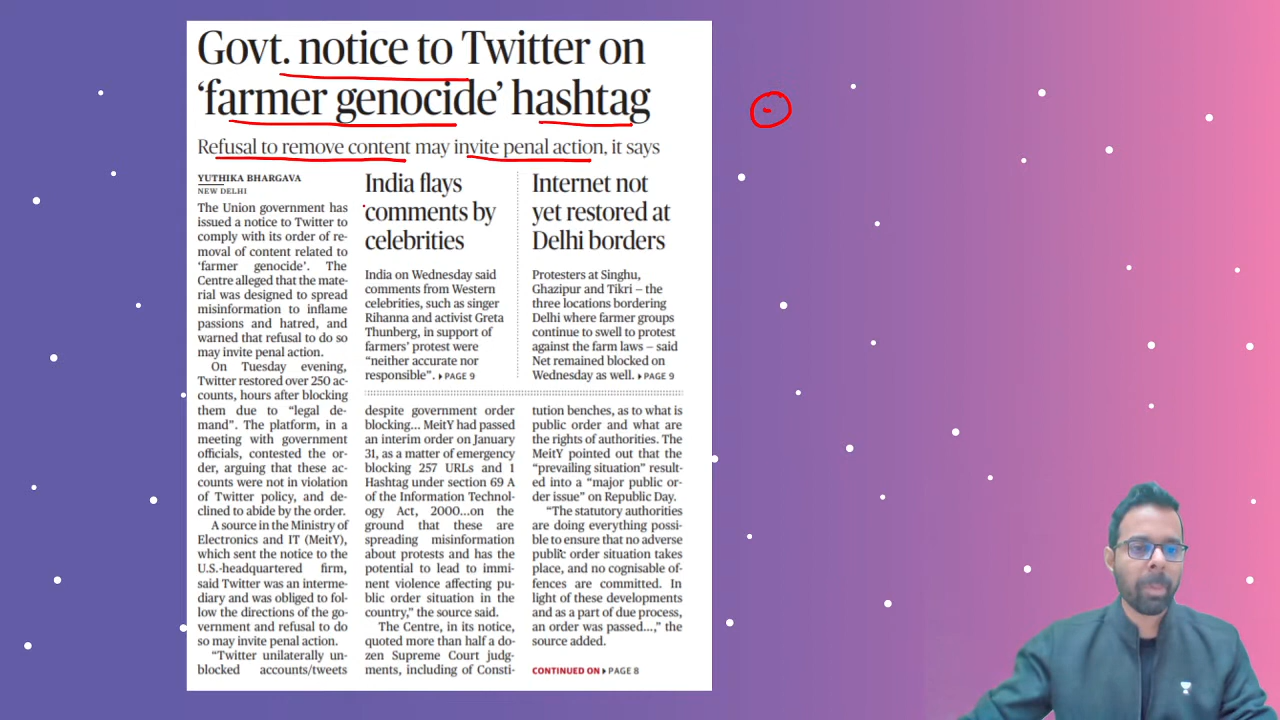 Govt. notice to Twitter on
‘farmer genocide’ hashtag
Refusal to remove content may invite penal action, it says
YUTHIKA BHARGAVA
NEW DELHI
The Union government has
issued a notice to Twitter to
comply with its order of re-
moval of content related to
‘farmer genocide’. The
Centre alleged that the mate-
rial was designed to spread
misinformation to inflame
passions and hatred, and
warned that refusal to do so
may invite penal action.
On Tuesday evening,
Twitter restored over 250 ac-
counts, hours after blocking
them due to “legal de-
mand”. The platform, in a
meeting with government
officials, contested the or-
der, arguing that these ac-
counts were not in violation
of Twitter policy, and de-
clined to abide by the order.
A source in the Ministry of
Electronics and IT (MeitY),
which sent the notice to the
U.S.-headquartered firm,
said Twitter was an interme-
diary and was obliged to fol-
low the directions of the go-
vernment and refusal to do
so may invite penal action.
“Twitter unilaterally un-
blocked accounts/tweets
India flays
comments by
celebrities
India on Wednesday said
comments from Western
celebrities, such as singer
Rihanna and activist Greta
Thunberg, in support of
farmers’ protest were
“neither accurate nor
responsible”. ▸ PAGE 9
Internet not
yet restored at
Delhi borders
Protesters at Singhu,
Ghazipur and Tikri – the
three locations bordering
Delhi where farmer groups
continue to swell to protest
against the farm laws – said
Net remained blocked on
Wednesday as well. ▸ PAGE 9
despite government order
blocking... MeitY had passed
an interim order on January
31, as a matter of emergency
blocking 257 URLs and 1
Hashtag under section 69 A
of the Information Technol-
ogy Act, 2000...on the
ground that these are
spreading misinformation
about protests and has the
potential to lead to immi-
nent violence affecting pu-
blic order situation in the
country,” the source said.
The Centre, in its notice,
quoted more than half a do-
zen Supreme Court judg-
ments, including of Consti-
tution benches, as to what is
public order and what are
the rights of authorities. The
MeitY pointed out that the
“prevailing situation” result-
ed into a “major public or-
der issue” on Republic Day.
“The statutory authorities
are doing everything possi-
ble to ensure that no adverse
public order situation takes
place, and no cognisable of-
fences are committed. In
light of these developments
and as a part of due process,
an order was passed...,” the
source added.
CONTINUED ON ▸ PAGE 8